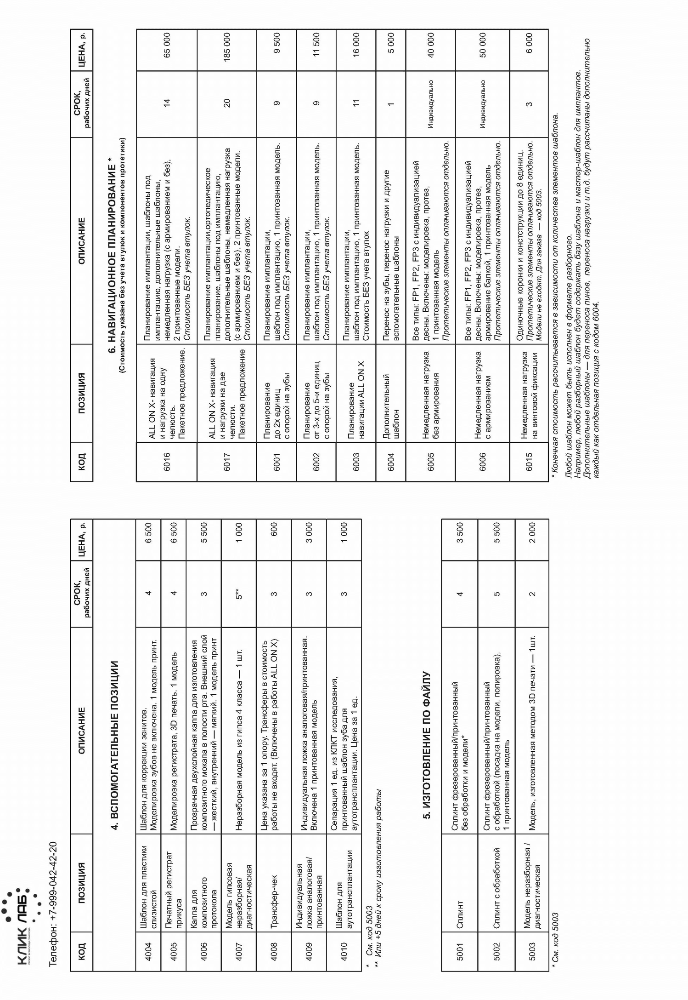 КЛИК ЛАБ
ПРОЕКТ ВСЕВОЛОДА СОКОЛОВА
Телефон: +7-999-042-42-20
КОД ПОЗИЦИЯ ОПИСАНИЕ СРОК, рабочих дней ЦЕНА, р.
4. ВСПОМОГАТЕЛЬНЫЕ ПОЗИЦИИ
4004
Шаблон для пластики
слизистой
Шаблон для коррекции зенитов.
Моделировка зубов не включена. 1 модель принт.
4
6 500
4005
Печатный регистрат
прикуса
Моделировка регистрата, 3D печать. 1 модель
4
6 500
4006
Каппа для
композитного
протокола
Прозрачная двухслойная каппа для изготовления
композитного мокапа в полости рта. Внешний слой
— жесткий, внутренний — мягкий. 1 модель принт
3
5 500
4007
Модель гипсовая
неразборная/
диагностическая
Неразборная модель из гипса 4 класса — 1 шт.
5**
1 000
4008
Трансфер-чек
Цена указана за 1 опору. Трансферы в стоимость
работы не входят. (Включены в работы ALL ON X)
3
600
4009
Индивидуальная
ложка аналоговая/
принтованная
Индивидуальная ложка аналоговая/принтованная.
Включена 1 принтованная модель
3
3 000
4010
Шаблон для
аутотрансплантации
Сепарация 1 ед. из КЛКТ исследования,
принтованный шаблон зуба для
аутотрансплантации. Цена за 1 ед.
3
1 000
* См. код 5003
** Или +5 дней к сроку изготовления работы
5. ИЗГОТОВЛЕНИЕ ПО ФАЙЛУ
5001
Сплинт
Сплинт фрезерованный/принтованный
без обработки и модели*
4
3 500
5002
Сплинт с обработкой
Сплинт фрезерованный/принтованный
с обработкой (посадка на модели, полировка),
1 принтованная модель
5
5 500
5003
Модель неразборная /
диагностическая
Модель, изготовленная методом 3D печати — 1шт.
2
2 000
* См. код 5003
КОД ПОЗИЦИЯ ОПИСАНИЕ СРОК, рабочих дней ЦЕНА, р.
6. НАВИГАЦИОННОЕ ПЛАНИРОВАНИЕ *
(Стоимость указана без учета втулок и компонентов протетики)
6016
ALL ON X- навигация
и нагрузка на одну
челюсть.
Пакетное предложение.
Планирование имплантации, шаблоны под
имплантацию, дополнительные шаблоны,
немедленная нагрузка (с армированием и без),
2 принтованные модели.
Стоимость БЕЗ учета втулок.
14
65 000
6017
ALL ON X- навигация
и нагрузки на две
челюсти.
Пакетное предложение
Планирование имплантации,ортопедическое
планирование, шаблоны под имплантацию,
дополнительные шаблоны, немедленная нагрузка
(с армированием и без), 2 принтованные модели.
Стоимость БЕЗ учета втулок.
20
185 000
6001
Планирование
до 2х единиц
с опорой на зубы
Планирование имплантации,
шаблон под имплантацию, 1 принтованная модель.
Стоимость БЕЗ учета втулок.
9
9 500
6002
Планирование
от 3-х до 5-и единиц
с опорой на зубы
Планирование имплантации,
шаблон под имплантацию, 1 принтованная модель.
Стоимость БЕЗ учета втулок.
9
11 500
6003
Планирование
навигации ALL ON X
Планирование имплантации,
шаблон под имплантацию, 1 принтованная модель.
Стоимость БЕЗ учета втулок
11
16 000
6004
Дополнительный
шаблон
Перенос на зубы, перенос нагрузки и другие
вспомогательные шаблоны
1
5 000
6005
Немедленная нагрузка
без армирования
Все типы: FP1, FP2, FP3 с индивидуализацией
десны. Включены: моделировка, протез,
1 принтованная модель
Протетические элементы оплачиваются отдельно.
Индивидуально
40 000
6006
Немедленная нагрузка
с армированием
Все типы: FP1, FP2, FP3 с индивидуализацией
десны. Включены: моделировка, протез,
армирование балкой, 1 принтованная модель
Протетические элементы оплачиваются отдельно.
Индивидуально
50 000
6015
Немедленная нагрузка
на винтовой фиксации
Одиночные коронки и констструкции до 8 единиц.
Протетические элементы оплачиваются отдельно.
Модели не входят. Для заказа — код 5003.
3
6 000
* Конечная стоимость рассчитывается в зависимости от количества элементов шаблона.
Любой шаблон может быть исполнен в формате разборного.
Например, любой разборный шаблон будет содержать базу шаблона и мастер-шаблон для имплантов.
Дополнительные шаблоны — для переноса пинов, переноса нагрузки и т.д. будут рассчитаны дополнительно
каждый как отдельная позиция с кодом 6004.